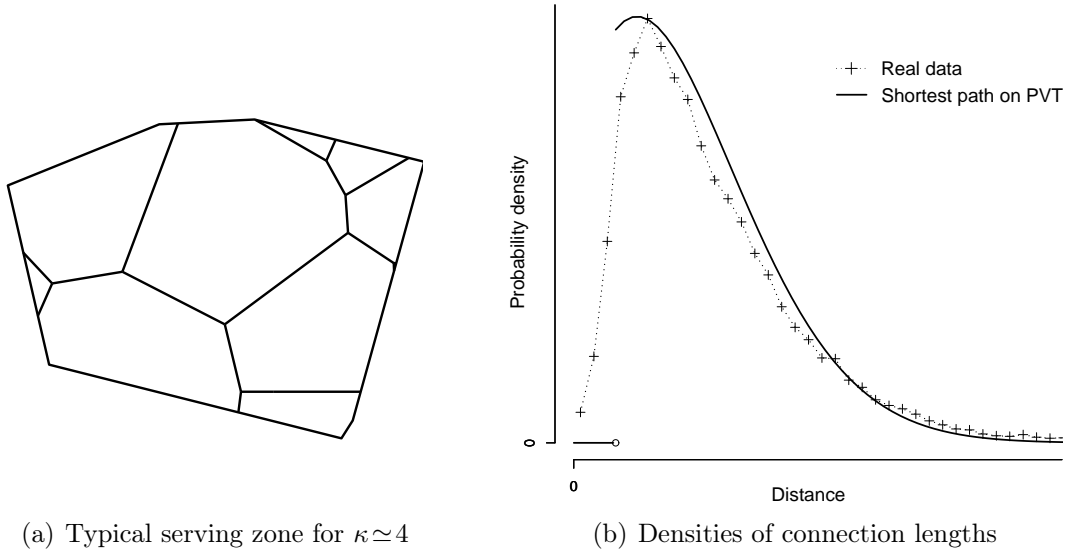 Real data
Shortest path on PVT
Probability density
0
0
Distance
(a) Typical serving zone for κ≃4
(b) Densities of connection lengths